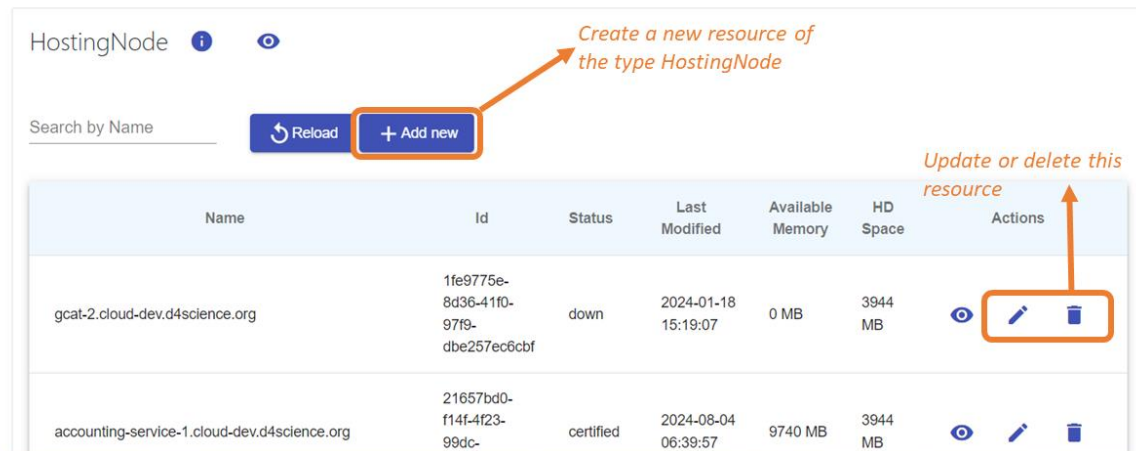 HostingNode
Create a new resource of
the type HostingNode
Search by Name
Reload
+ Add new
Update or delete this
resource
Name Id Status Last Modified Available Memory HD Space Actions
1fe9775e-
8d36-41f0-
97f9-
dbe257ec6cbf
gcat-2.cloud-dev.d4science.org
down
2024-01-18
15:19:07
0 MB
3944
MB
21657bd0-
f14f-4f23-
99dc-
accounting-service-1.cloud-dev.d4science.org
certified
2024-08-04
06:39:57
9740 MB
3944
MB